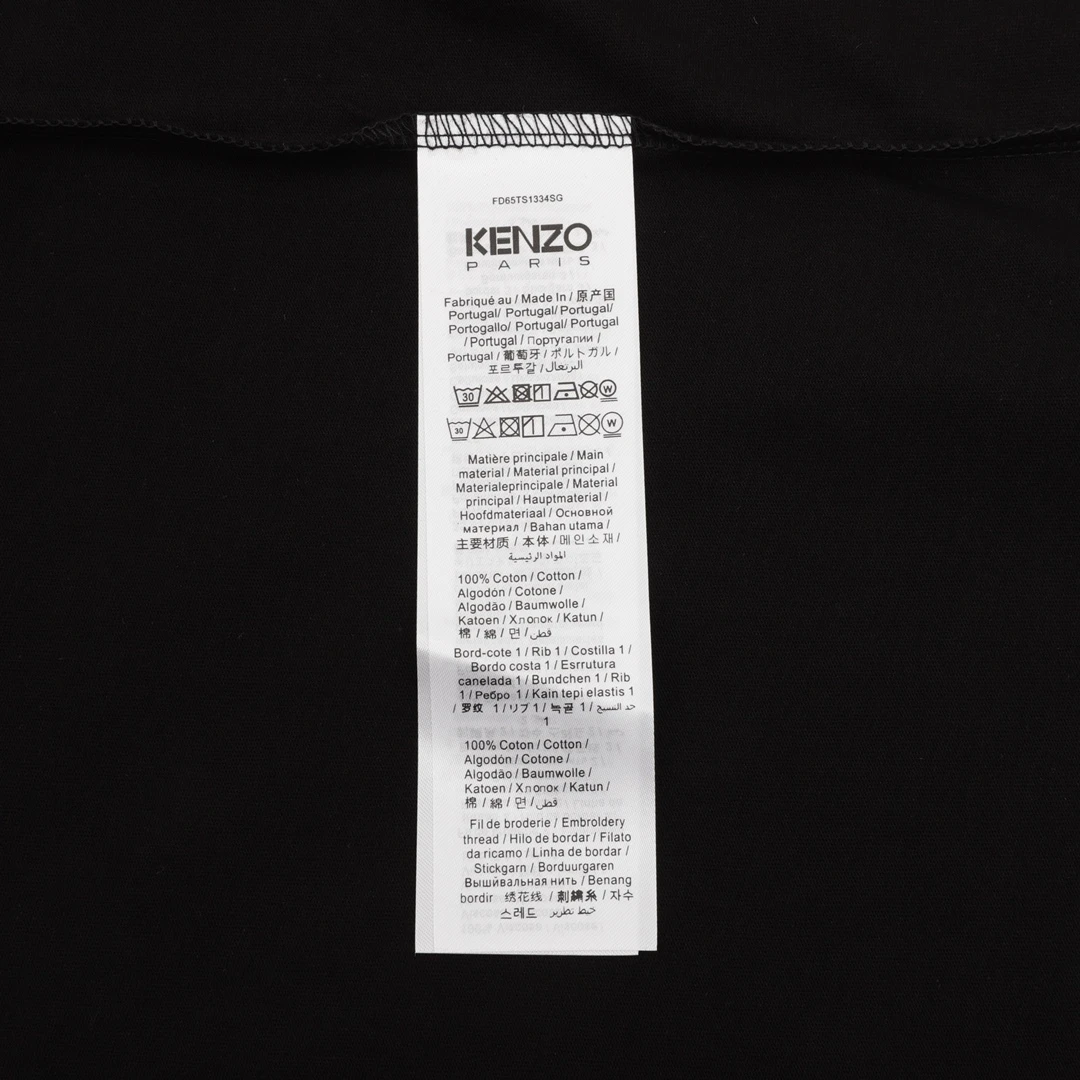 FD65TS1334SG
KENZO
PARIS
Fabriqué au / Made In / 原产国
Portugal/ Portugal/ Portugal/
Portogallo/ Portugal/ Portugal
/ Portugal / Португалии /
Portugal / 葡萄牙 / ポルトガル /
포르투갈 / البرتغال
30 1 W
30 1 W
Matière principale / Main
material / Material principal /
Materialeprincipale / Material
principal / Hauptmaterial /
Hoofdmateriaal / Основной
материал / Bahan utama /
主要材质 / 本体 / 메인소재 /
المواد الرئيسية
100% Coton / Cotton /
Algodón / Cotone /
Algodão / Baumwolle /
Katoen / Хлопок / Katun /
棉 / 綿 / 면 / قطن
Bord-cote 1 / Rib 1 / Costilla 1 /
Bordo costa 1 / Esrrutura
canelada 1 / Bundchen 1 / Rib
1 / Ребро 1 / Kain tepi elastis 1
/ 罗纹 1 / リブ 1 / 늑골 1 / حد النسيج
1
100% Coton / Cotton /
Algodón / Cotone /
Algodão / Baumwolle /
Katoen / Хлопок / Katun /
棉 / 綿 / 면 / قطن
Fil de broderie / Embroidery
thread / Hilo de bordar / Filato
da ricamo / Linha de bordar /
Stickgarn / Borduurgaren
Вышивальная нить / Benang
bordir 绣花线 / 刺繍糸 / 자수
스레드 خيط تطريز